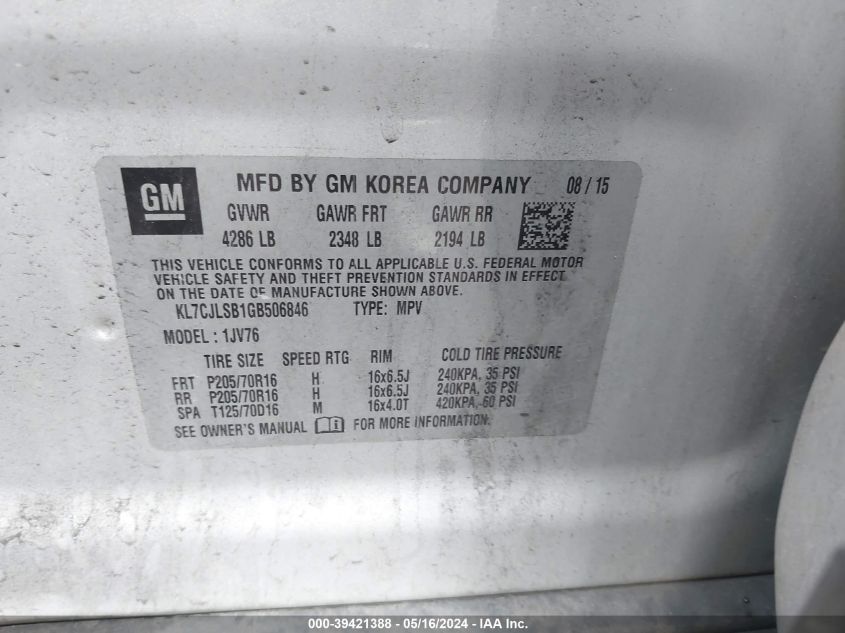 GM
MFD BY GM KOREA COMPANY 08 / 15
GVWR GAWR FRT GAWR RR
4286 LB 2348 LB 2194 LB
THIS VEHICLE CONFORMS TO ALL APPLICABLE U.S. FEDERAL MOTOR
VEHICLE SAFETY AND THEFT PREVENTION STANDARDS IN EFFECT
ON THE DATE OF MANUFACTURE SHOWN ABOVE.
KL7CJLSB1GB506846 TYPE: MPV
MODEL : 1JV76
TIRE SIZE SPEED RTG RIM COLD TIRE PRESSURE
FRT P205/70R16 H 16x6.5J 240KPA, 35 PSI
RR P205/70R16 H 16x6.5J 240KPA, 35 PSI
SPA T125/70D16 M 16x4.0T 420KPA, 60 PSI
SEE OWNER'S MANUAL FOR MORE INFORMATION.
000-39421388 - 05/16/2024 - IAA, Inc.